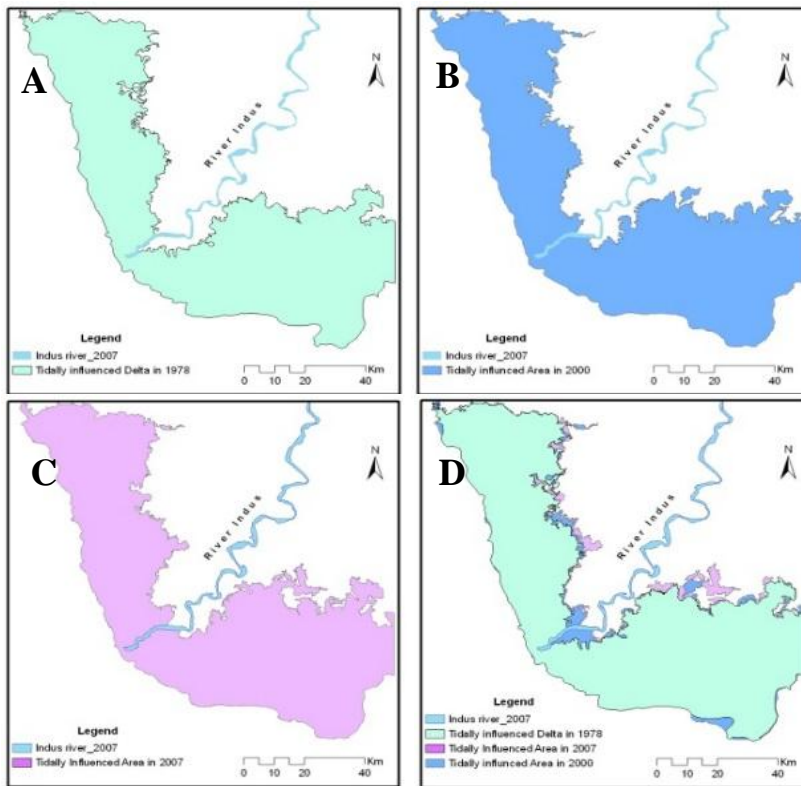 A
N
River Indus
Legend
Indus river_2007
Tidally influenced Delta in 1978
Km
0 10 20 40
B
N
River Indus
Legend
Indus river_2007
Tidally influnced Area in 2000
Km
0 10 20 40
C
N
River Indus
Legend
Indus river_2007
Tidally Influenced Area in 2007
Km
0 10 20 40
D
N
River Indus
Legend
Indus river_2007
Tidally influenced Delta in 1978
Tidally Influenced Area in 2007
Tidally influnced Area in 2000
Km
0 10 20 40